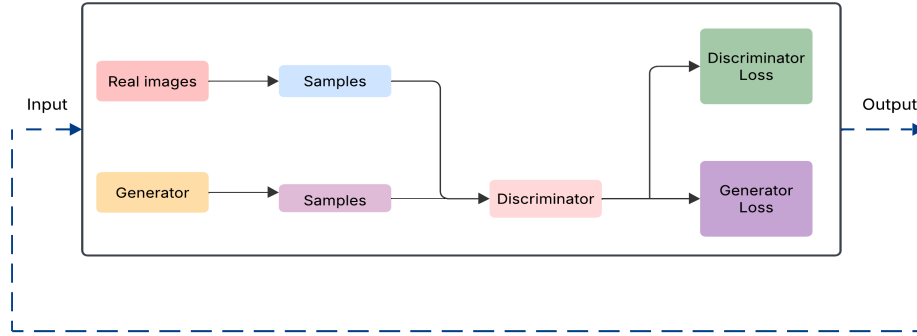 Discriminator
Loss
Real images
Samples
Input
Output
Generator
Samples
Discriminator
Generator
Loss